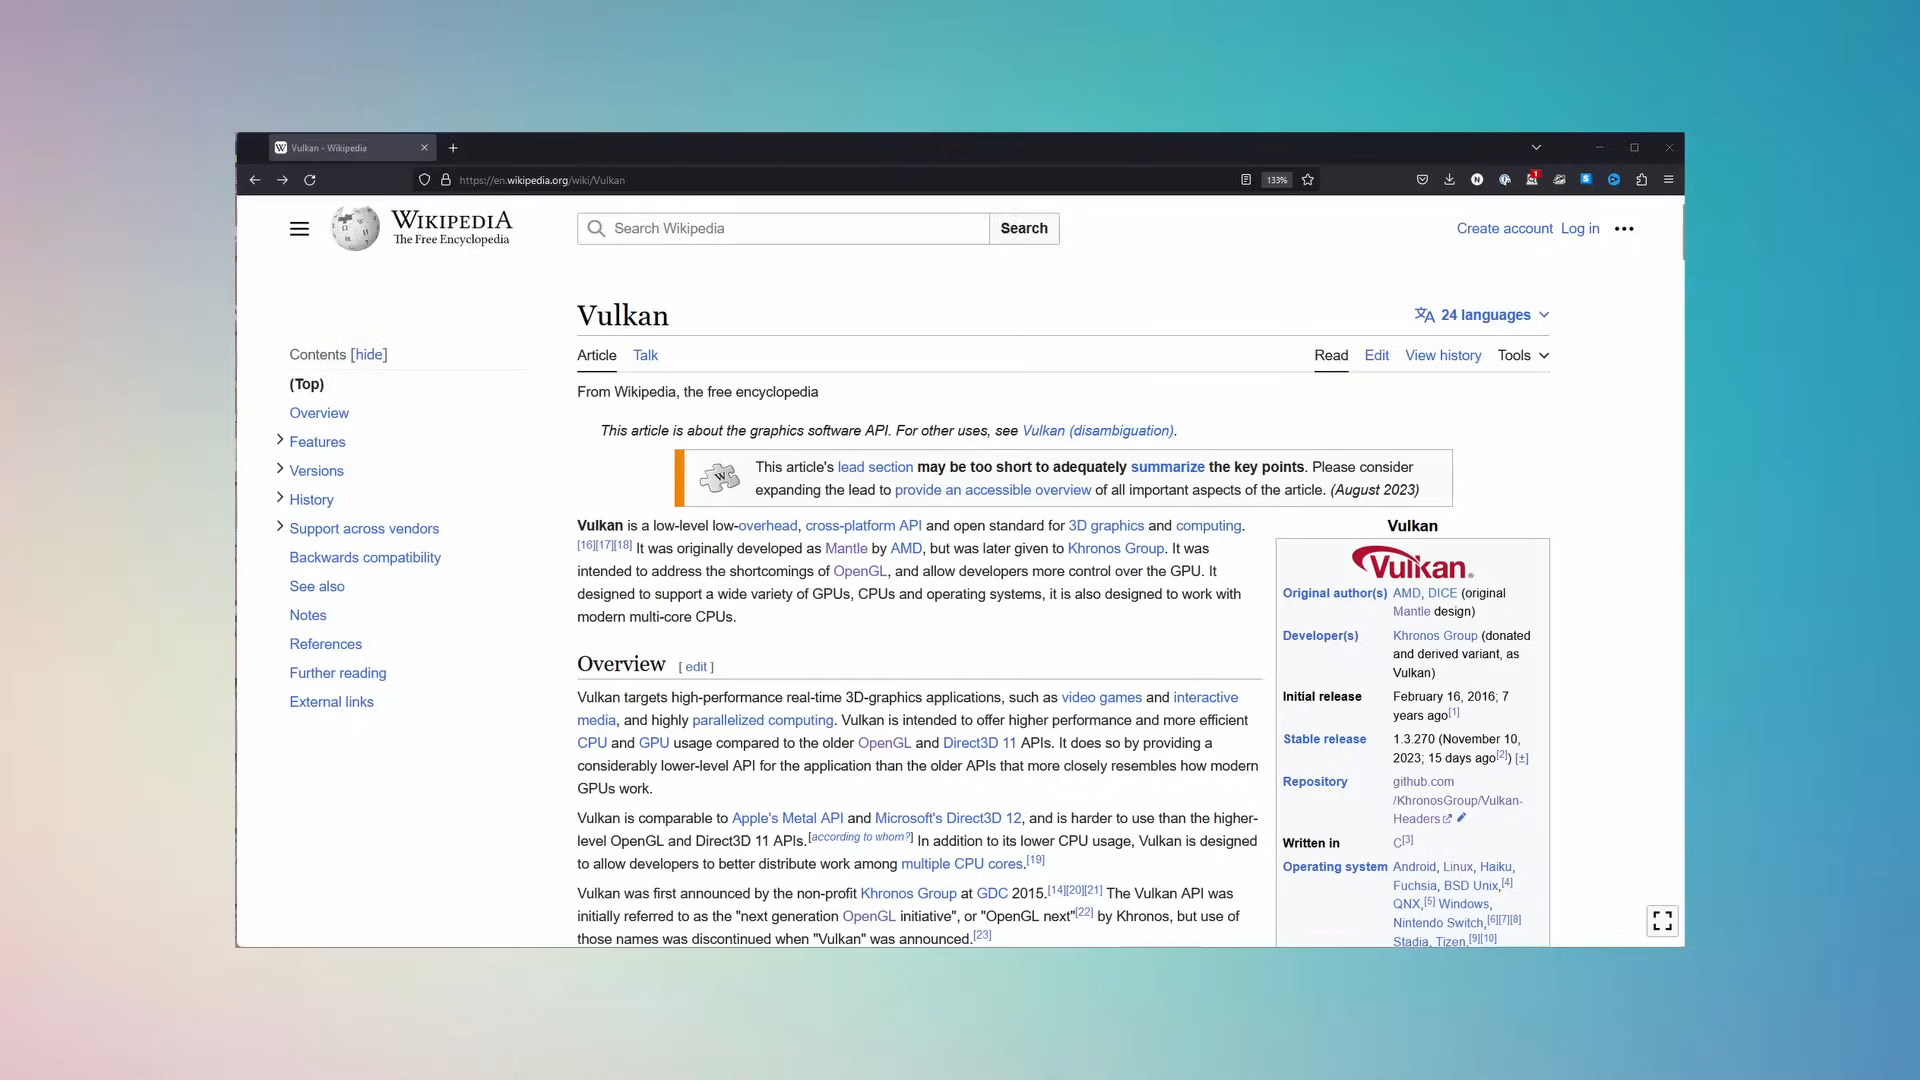 Vulkan - Wikipedia
https://en.wikipedia.org/wiki/Vulkan
133%
1
WIKIPEDIA
The Free Encyclopedia
Search Wikipedia
Search
Create account Log in
Vulkan
24 languages
Contents [hide]
(Top)
Overview
Features
Versions
History
Support across vendors
Backwards compatibility
See also
Notes
References
Further reading
External links
Article Talk
Read Edit View history Tools
From Wikipedia, the free encyclopedia
This article is about the graphics software API. For other uses, see Vulkan (disambiguation).
This article's lead section may be too short to adequately summarize the key points. Please consider
expanding the lead to provide an accessible overview of all important aspects of the article. (August 2023)
Vulkan is a low-level low-overhead, cross-platform API and open standard for 3D graphics and computing.
[16][17][18] It was originally developed as Mantle by AMD, but was later given to Khronos Group. It was
intended to address the shortcomings of OpenGL, and allow developers more control over the GPU. It
designed to support a wide variety of GPUs, CPUs and operating systems, it is also designed to work with
modern multi-core CPUs.
Overview [ edit ]
Vulkan targets high-performance real-time 3D-graphics applications, such as video games and interactive
media, and highly parallelized computing. Vulkan is intended to offer higher performance and more efficient
CPU and GPU usage compared to the older OpenGL and Direct3D 11 APIs. It does so by providing a
considerably lower-level API for the application than the older APIs that more closely resembles how modern
GPUs work.
Vulkan is comparable to Apple's Metal API and Microsoft's Direct3D 12, and is harder to use than the higher-
level OpenGL and Direct3D 11 APIs.[according to whom?] In addition to its lower CPU usage, Vulkan is designed
to allow developers to better distribute work among multiple CPU cores.[19]
Vulkan was first announced by the non-profit Khronos Group at GDC 2015.[14][20][21] The Vulkan API was
initially referred to as the "next generation OpenGL initiative", or "OpenGL next"[22] by Khronos, but use of
those names was discontinued when "Vulkan" was announced.[23]
Vulkan
Vulkan®
Original author(s) AMD, DICE (original
Mantle design)
Developer(s) Khronos Group (donated
and derived variant, as
Vulkan)
Initial release February 16, 2016; 7
years ago[1]
Stable release 1.3.270 (November 10,
2023; 15 days ago[2]) [±]
Repository github.com
/KhronosGroup/Vulkan-
Headers
Written in C[3]
Operating system Android, Linux, Haiku,
Fuchsia, BSD Unix,[4]
QNX,[5] Windows,
Nintendo Switch,[6][7][8]
Stadia, Tizen,[9][10]